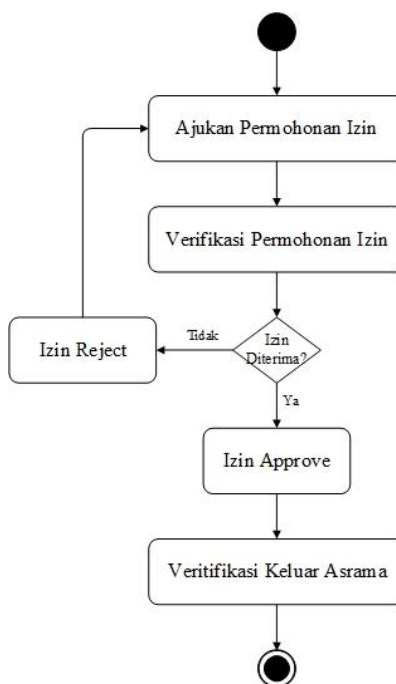 Ajukan Permohonan Izin
Verifikasi Permohonan Izin
Izin Reject
Tidak
Izin
Diterima?
Ya
Izin Approve
Veritifikasi Keluar Asrama